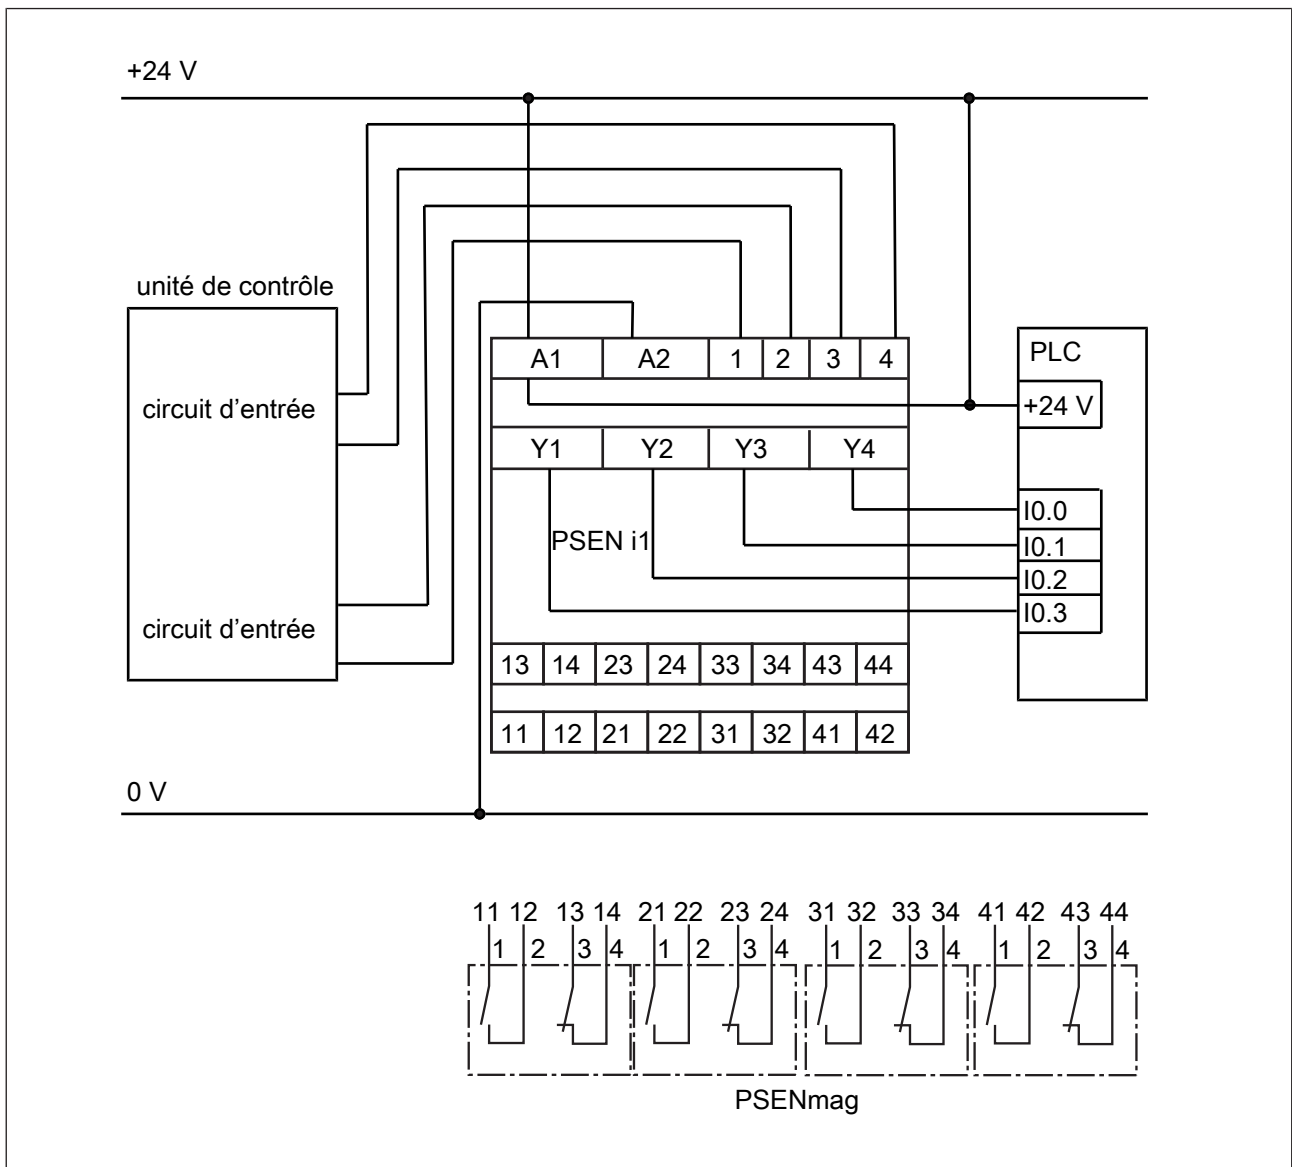 +24 V
unité de contrôle
circuit d’entrée
circuit d’entrée
A1 A2 1 2 3 4
Y1 Y2 Y3 Y4
PSEN i1
13 14 23 24 33 34 43 44
11 12 21 22 31 32 41 42
PLC
+24 V
I0.0
I0.1
I0.2
I0.3
0 V
11 12 13 14 21 22 23 24 31 32 33 34 41 42 43 44
1 2 3 4 1 2 3 4 1 2 3 4 1 2 3 4
PSENmag